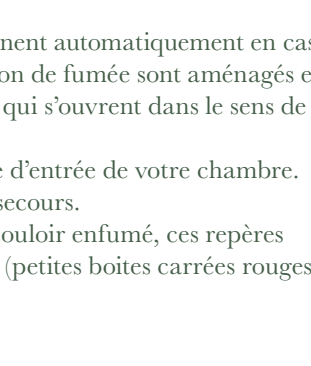 nent automatiquement en cas
on de fumée sont aménagés e
qui s’ouvrent dans le sens de
e d’entrée de votre chambre.
secours.
ouloir enfumé, ces repères
(petites boites carrées rouges